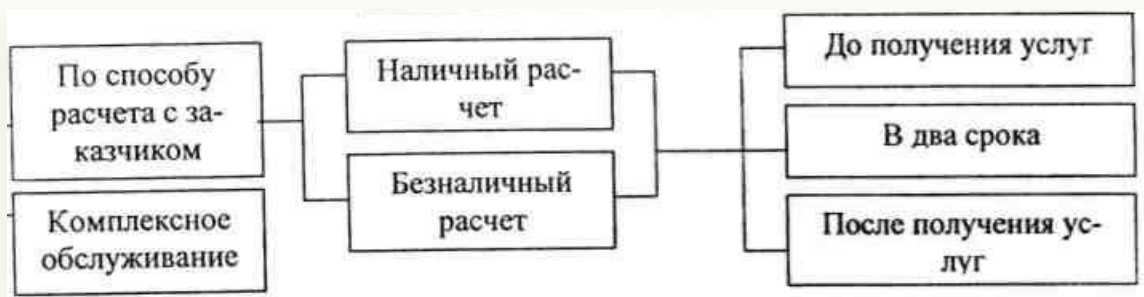 По способу
расчета с за-
казчиком
Комплексное
обслуживание
Наличный рас-
чет
Безналичный
расчет
До получения услуг
В два срока
После получения ус-
луг